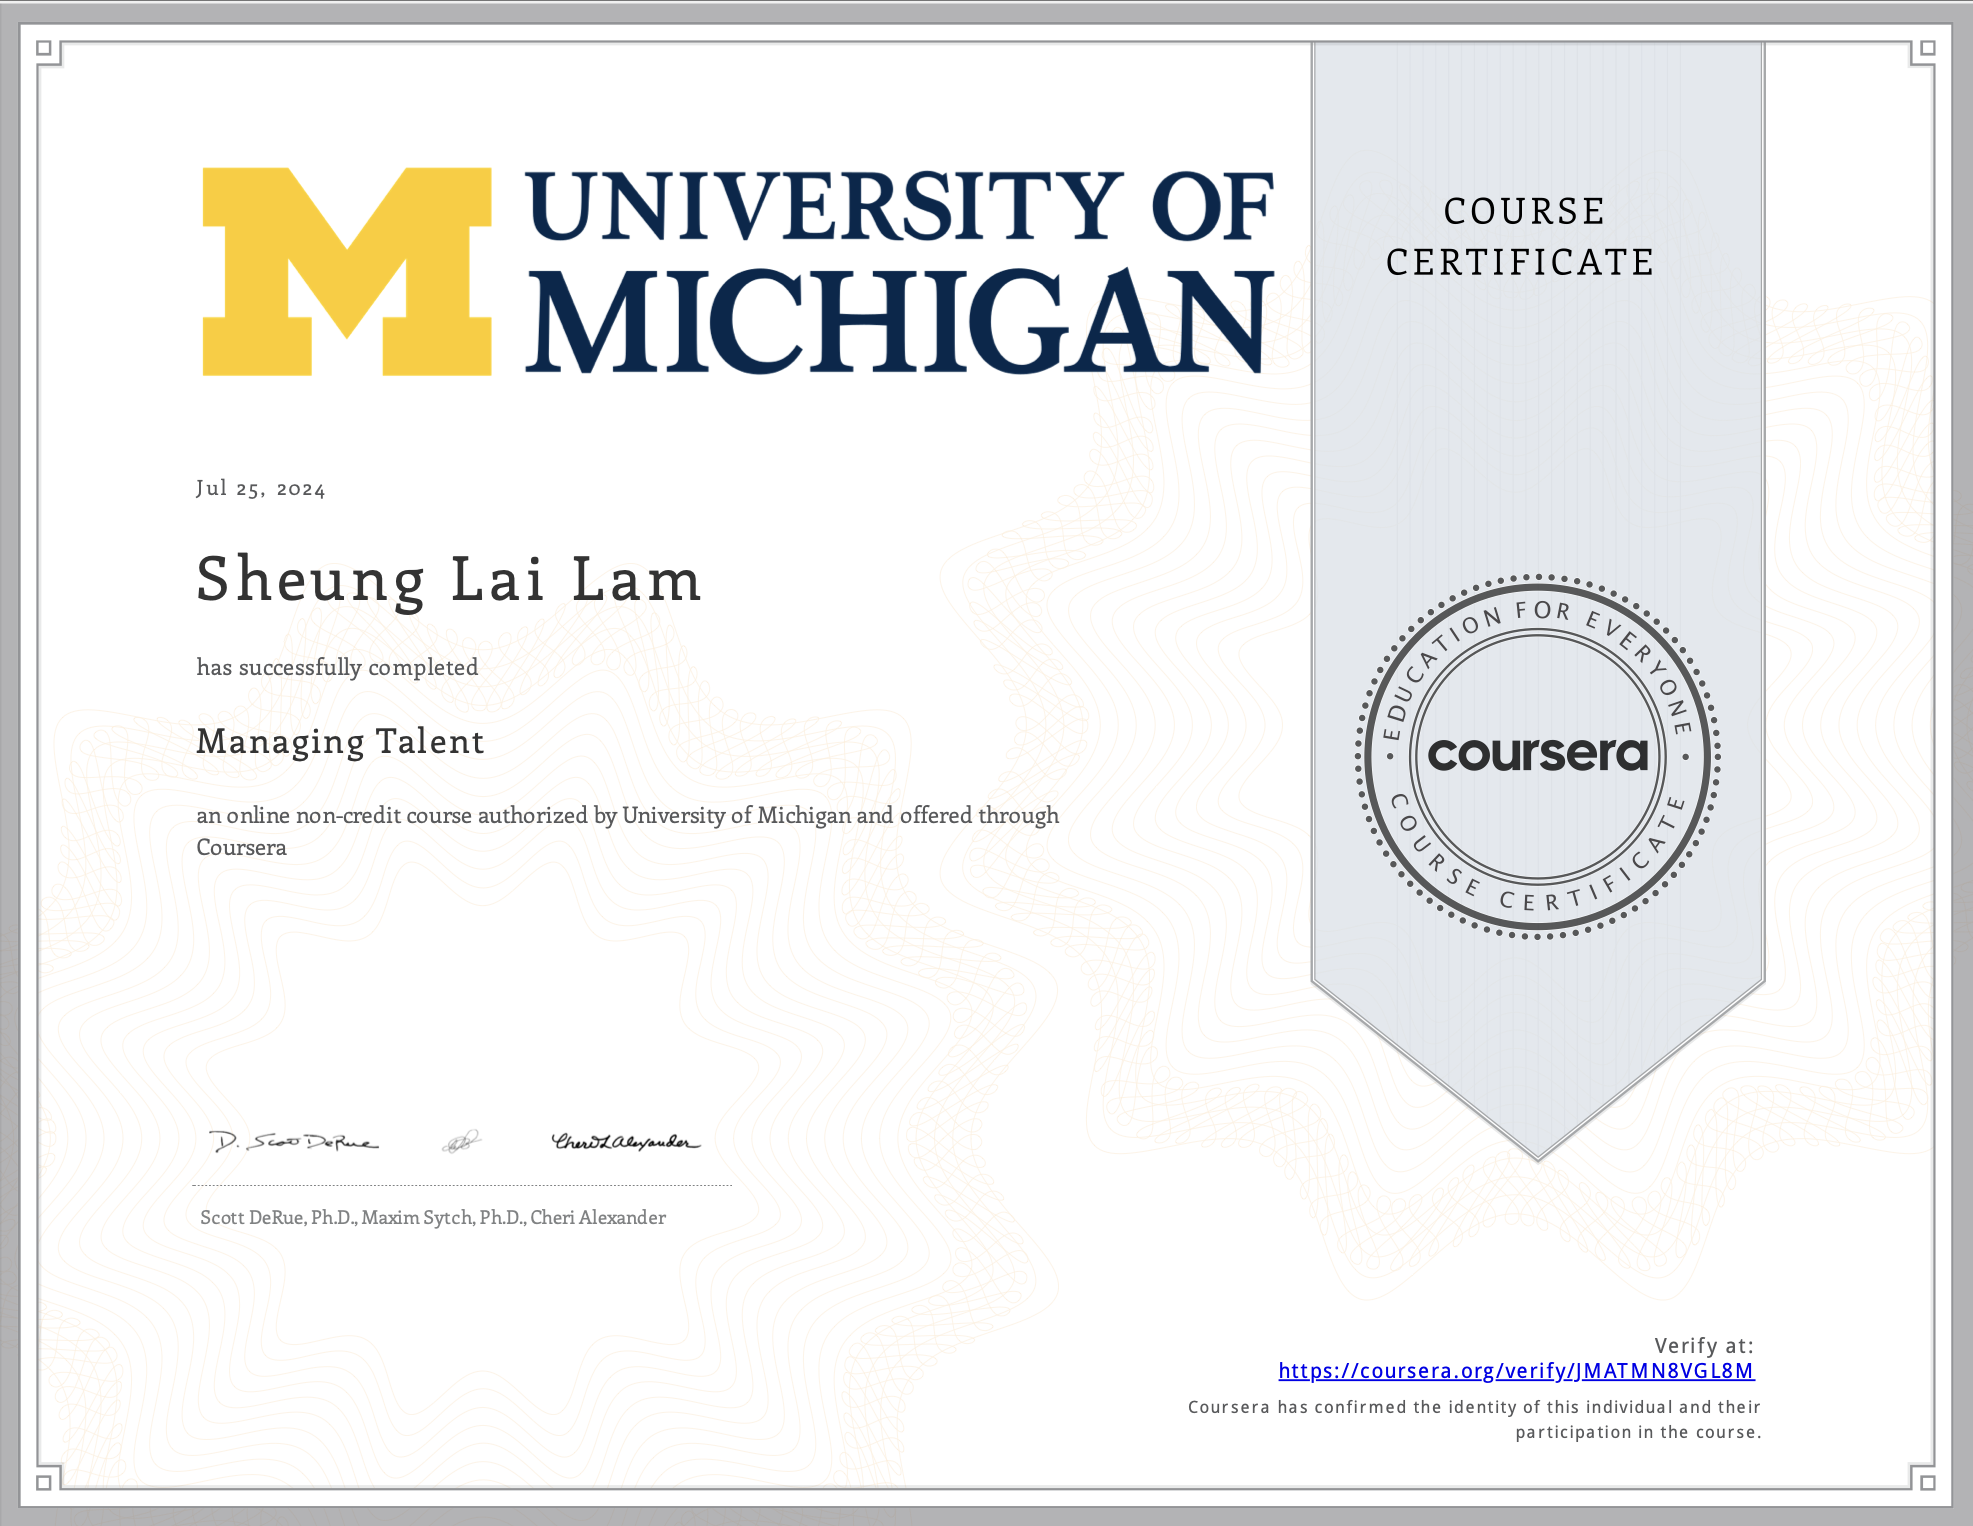 UNIVERSITY OF
MICHIGAN
COURSE
CERTIFICATE
Jul 25, 2024
Sheung Lai Lam
has successfully completed
Managing Talent
an online non-credit course authorized by University of Michigan and offered through
Coursera
EDUCATION FOR EVERYONE
coursera
COURSE CERTIFICATE
D. Scott DeRue
Cheri L Alexander
Scott DeRue, Ph.D., Maxim Sytch, Ph.D., Cheri Alexander
Verify at:
https://coursera.org/verify/JMATMN8VGL8M
Coursera has confirmed the identity of this individual and their
participation in the course.